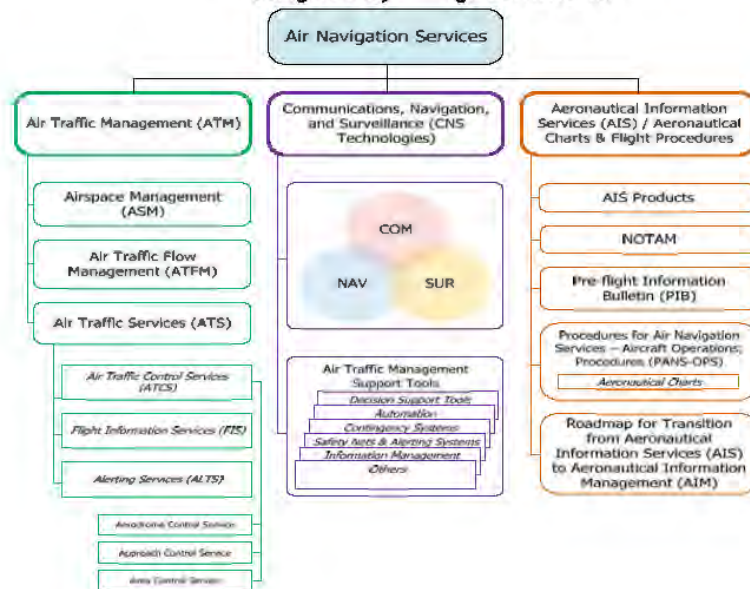 Air Navigation Services
Air Traffic Management (ATM)
Airspace Management
(ASM)
Air Traffic Flow
Management (ATFM)
Air Traffic Services (ATS)
Air Traffic Control Services
(ATCS)
Flight Information Services (FIS)
Alerting Services (ALTS)
Aerodrome Control Service
Approach Control Service
Area Control Service
Communications, Navigation,
and Surveillance (CNS
Technologies)
COM
NAV
SUR
Air Traffic Management
Support Tools
Decision Support Tools
Automation
Contingency Systems
Safety Nets & Alerting Systems
Information Management
Others
Aeronautical Information
Services (AIS) / Aeronautical
Charts & Flight Procedures
AIS Products
NOTAM
Pre-flight Information
Bulletin (PIB)
Procedures for Air Navigation
Services – Aircraft Operations;
Procedures (PANS-OPS)
Aeronautical Charts
Roadmap for Transition
from Aeronautical
Information Services (AIS)
to Aeronautical Information
Management (AIM)